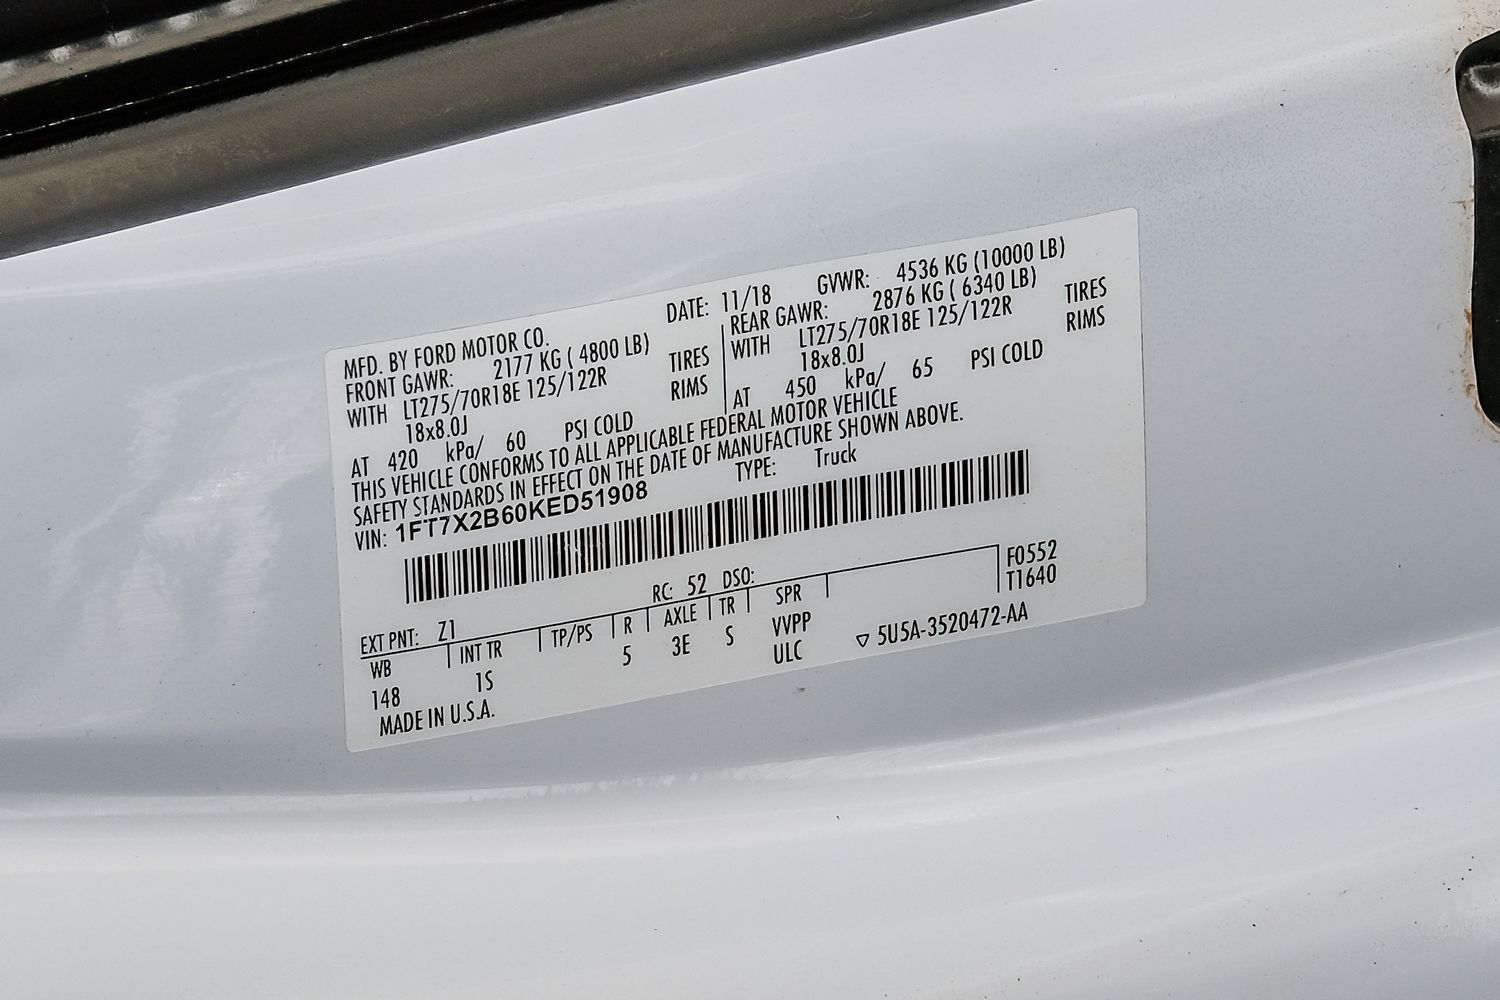 DATE: 11/18 GVWR: 4536 KG (10000 LB)
MFD. BY FORD MOTOR CO.
FRONT GAWR: 2177 KG ( 4800 LB)
WITH LT275/70R18E 125/122R TIRES
18x8.0J RIMS
AT 420 kPa/ 60 PSI COLD
REAR GAWR: 2876 KG ( 6340 LB)
WITH LT275/70R18E 125/122R TIRES
18x8.0J RIMS
AT 450 kPa/ 65 PSI COLD
THIS VEHICLE CONFORMS TO ALL APPLICABLE FEDERAL MOTOR VEHICLE
SAFETY STANDARDS IN EFFECT ON THE DATE OF MANUFACTURE SHOWN ABOVE.
VIN: 1FT7X2B60KED51908 TYPE: Truck
EXT PNT: Z1 RC: 52 DSO: F0552
WB INT TR TP/PS R AXLE TR SPR T1640
148 1S 5 3E S VVPP
ULC ▽ 5U5A-3520472-AA
MADE IN U.S.A.